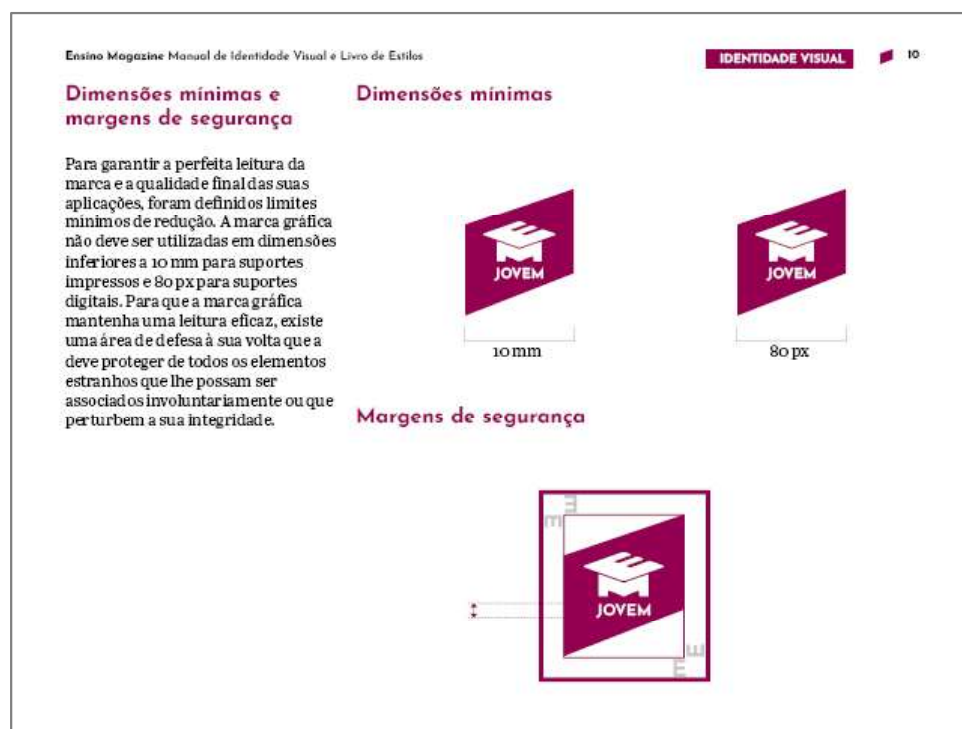 Ensino Magazine Manual de Identidade Visual e Livro de Estilos
IDENTIDADE VISUAL
10
Dimensões mínimas e
margens de segurança
Para garantir a perfeita leitura da
marca e a qualidade final das suas
aplicações, foram definidos limites
mínimos de redução. A marca gráfica
não deve ser utilizadas em dimensões
inferiores a 10 mm para suportes
impressos e 80 px para suportes
digitais. Para que a marca gráfica
mantenha uma leitura eficaz, existe
uma área de defesa à sua volta que a
deve proteger de todos os elementos
estranhos que lhe possam ser
associados involuntariamente ou que
perturbem a sua integridade.
Dimensões mínimas
EM
JOVEM
10 mm
EM
JOVEM
80 px
Margens de segurança
E
E
EM
JOVEM
E
E